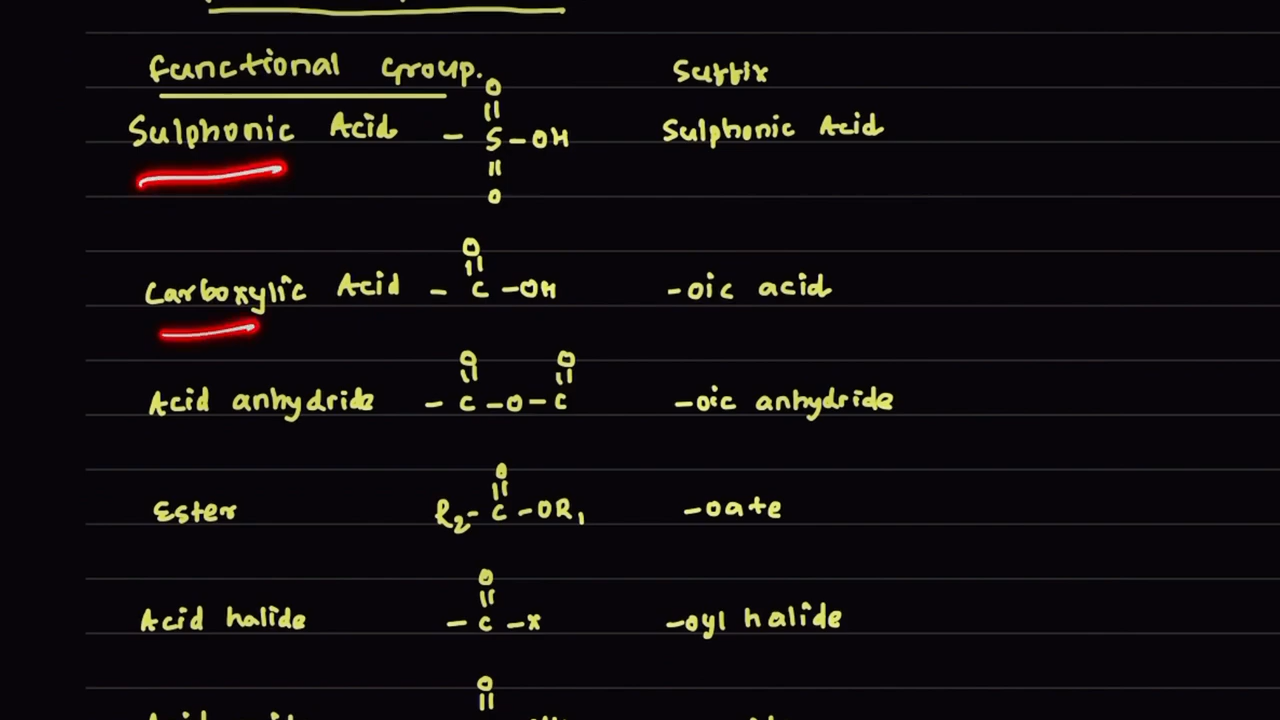 Functional Group. Suffix
Sulphonic Acid -S(=O)(=O)-OH Sulphonic Acid
Carboxylic Acid -C(=O)-OH -oic acid
Acid anhydride -C(=O)-O-C(=O) -oic anhydride
Ester R2-C(=O)-OR1 -oate
Acid halide -C(=O)-x -oyl halide
O
||